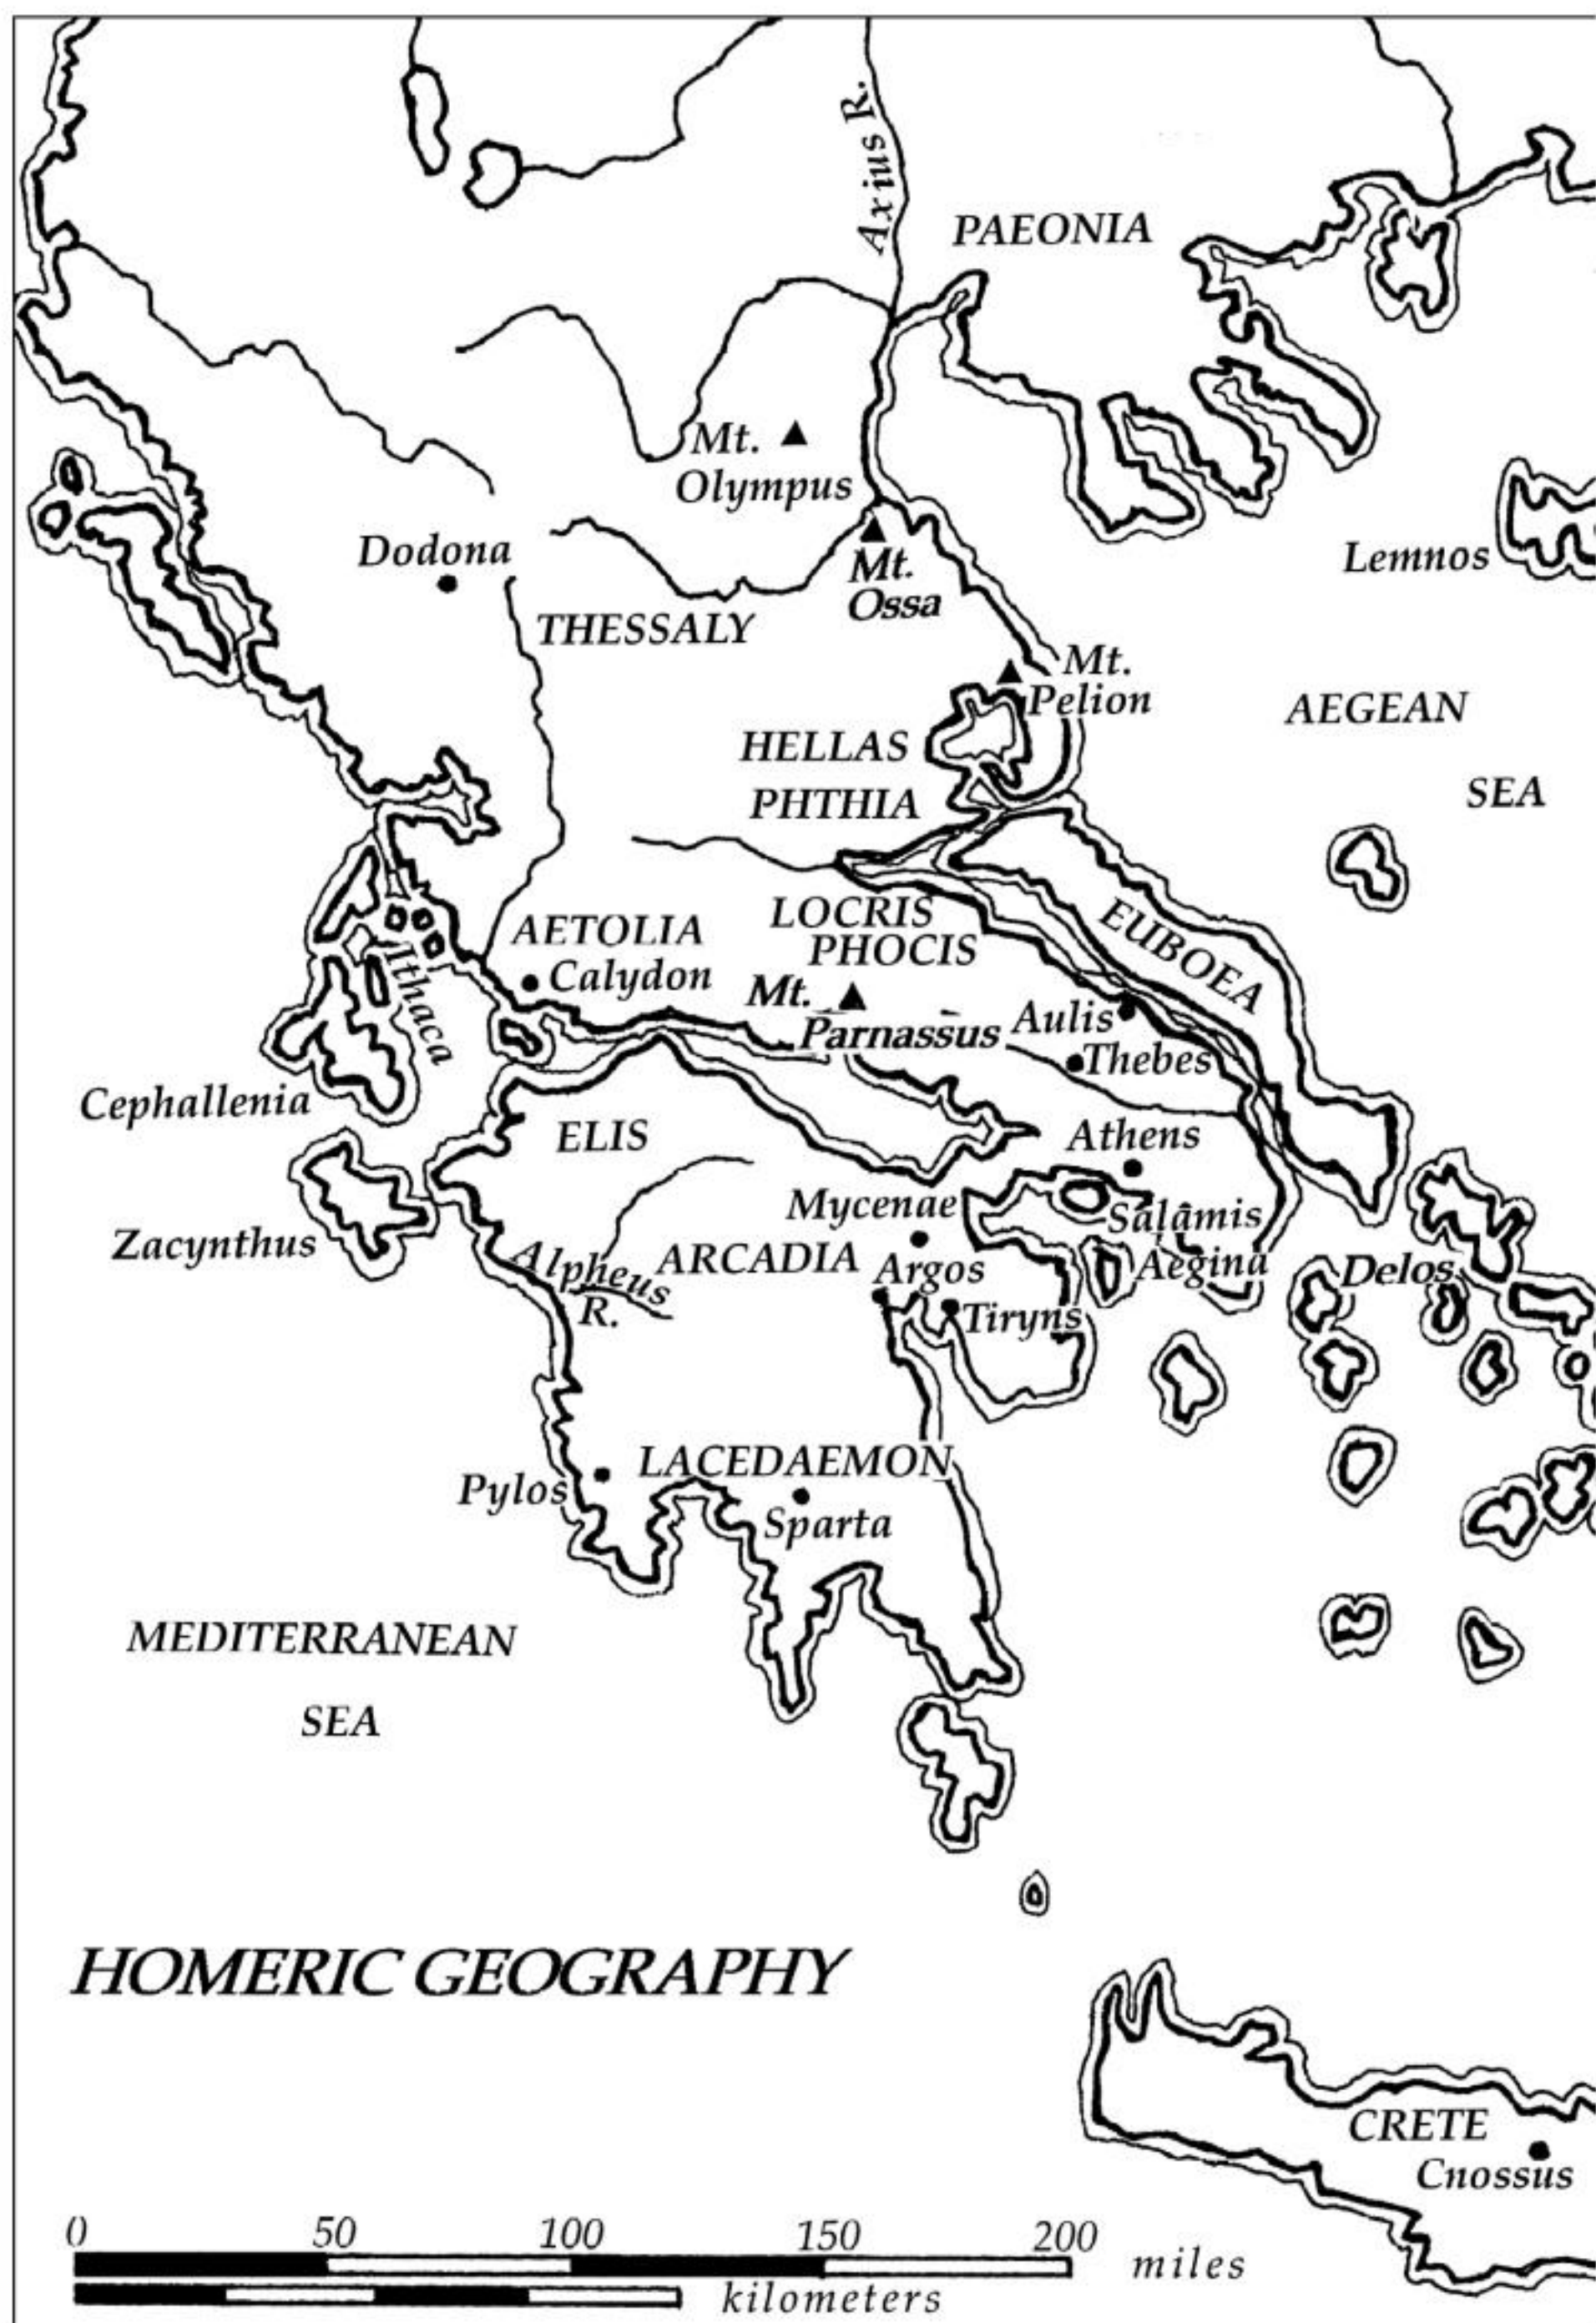 Axius R.
PAEONIA
Mt.
Olympus
Dodona
Mt.
Ossa
Lemnos
THESSALY
Mt.
Pelion
AEGEAN
SEA
HELLAS
PHTHIA
LOCRIS
PHOCIS
EUBOEA
AETOLIA
Calydon
Ithaca
Mt.
Parnassus
Aulis
Thebes
Cephallenia
ELIS
Athens
Mycenae
Salamis
Zacynthus
Alpheus
R.
ARCADIA
Argos
Aegina
Delos
Tiryns
LACEDAEMON
Pylos
Sparta
MEDITERRANEAN
SEA
HOMERIC GEOGRAPHY
CRETE
Cnossus
0 50 100 150 200
miles
kilometers